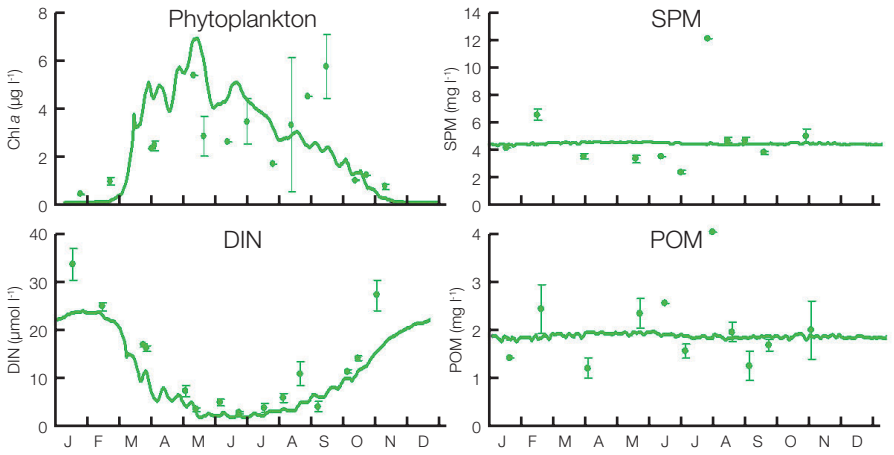 Phytoplankton
Chl a (µg l-1)
8
6
4
2
0
SPM
SPM (mg l-1)
14
12
10
8
6
4
2
0
DIN
DIN (µmol l-1)
40
30
20
10
0
J F M A M J J A S O N D
POM
POM (mg l-1)
4
3
2
1
0
J F M A M J J A S O N D